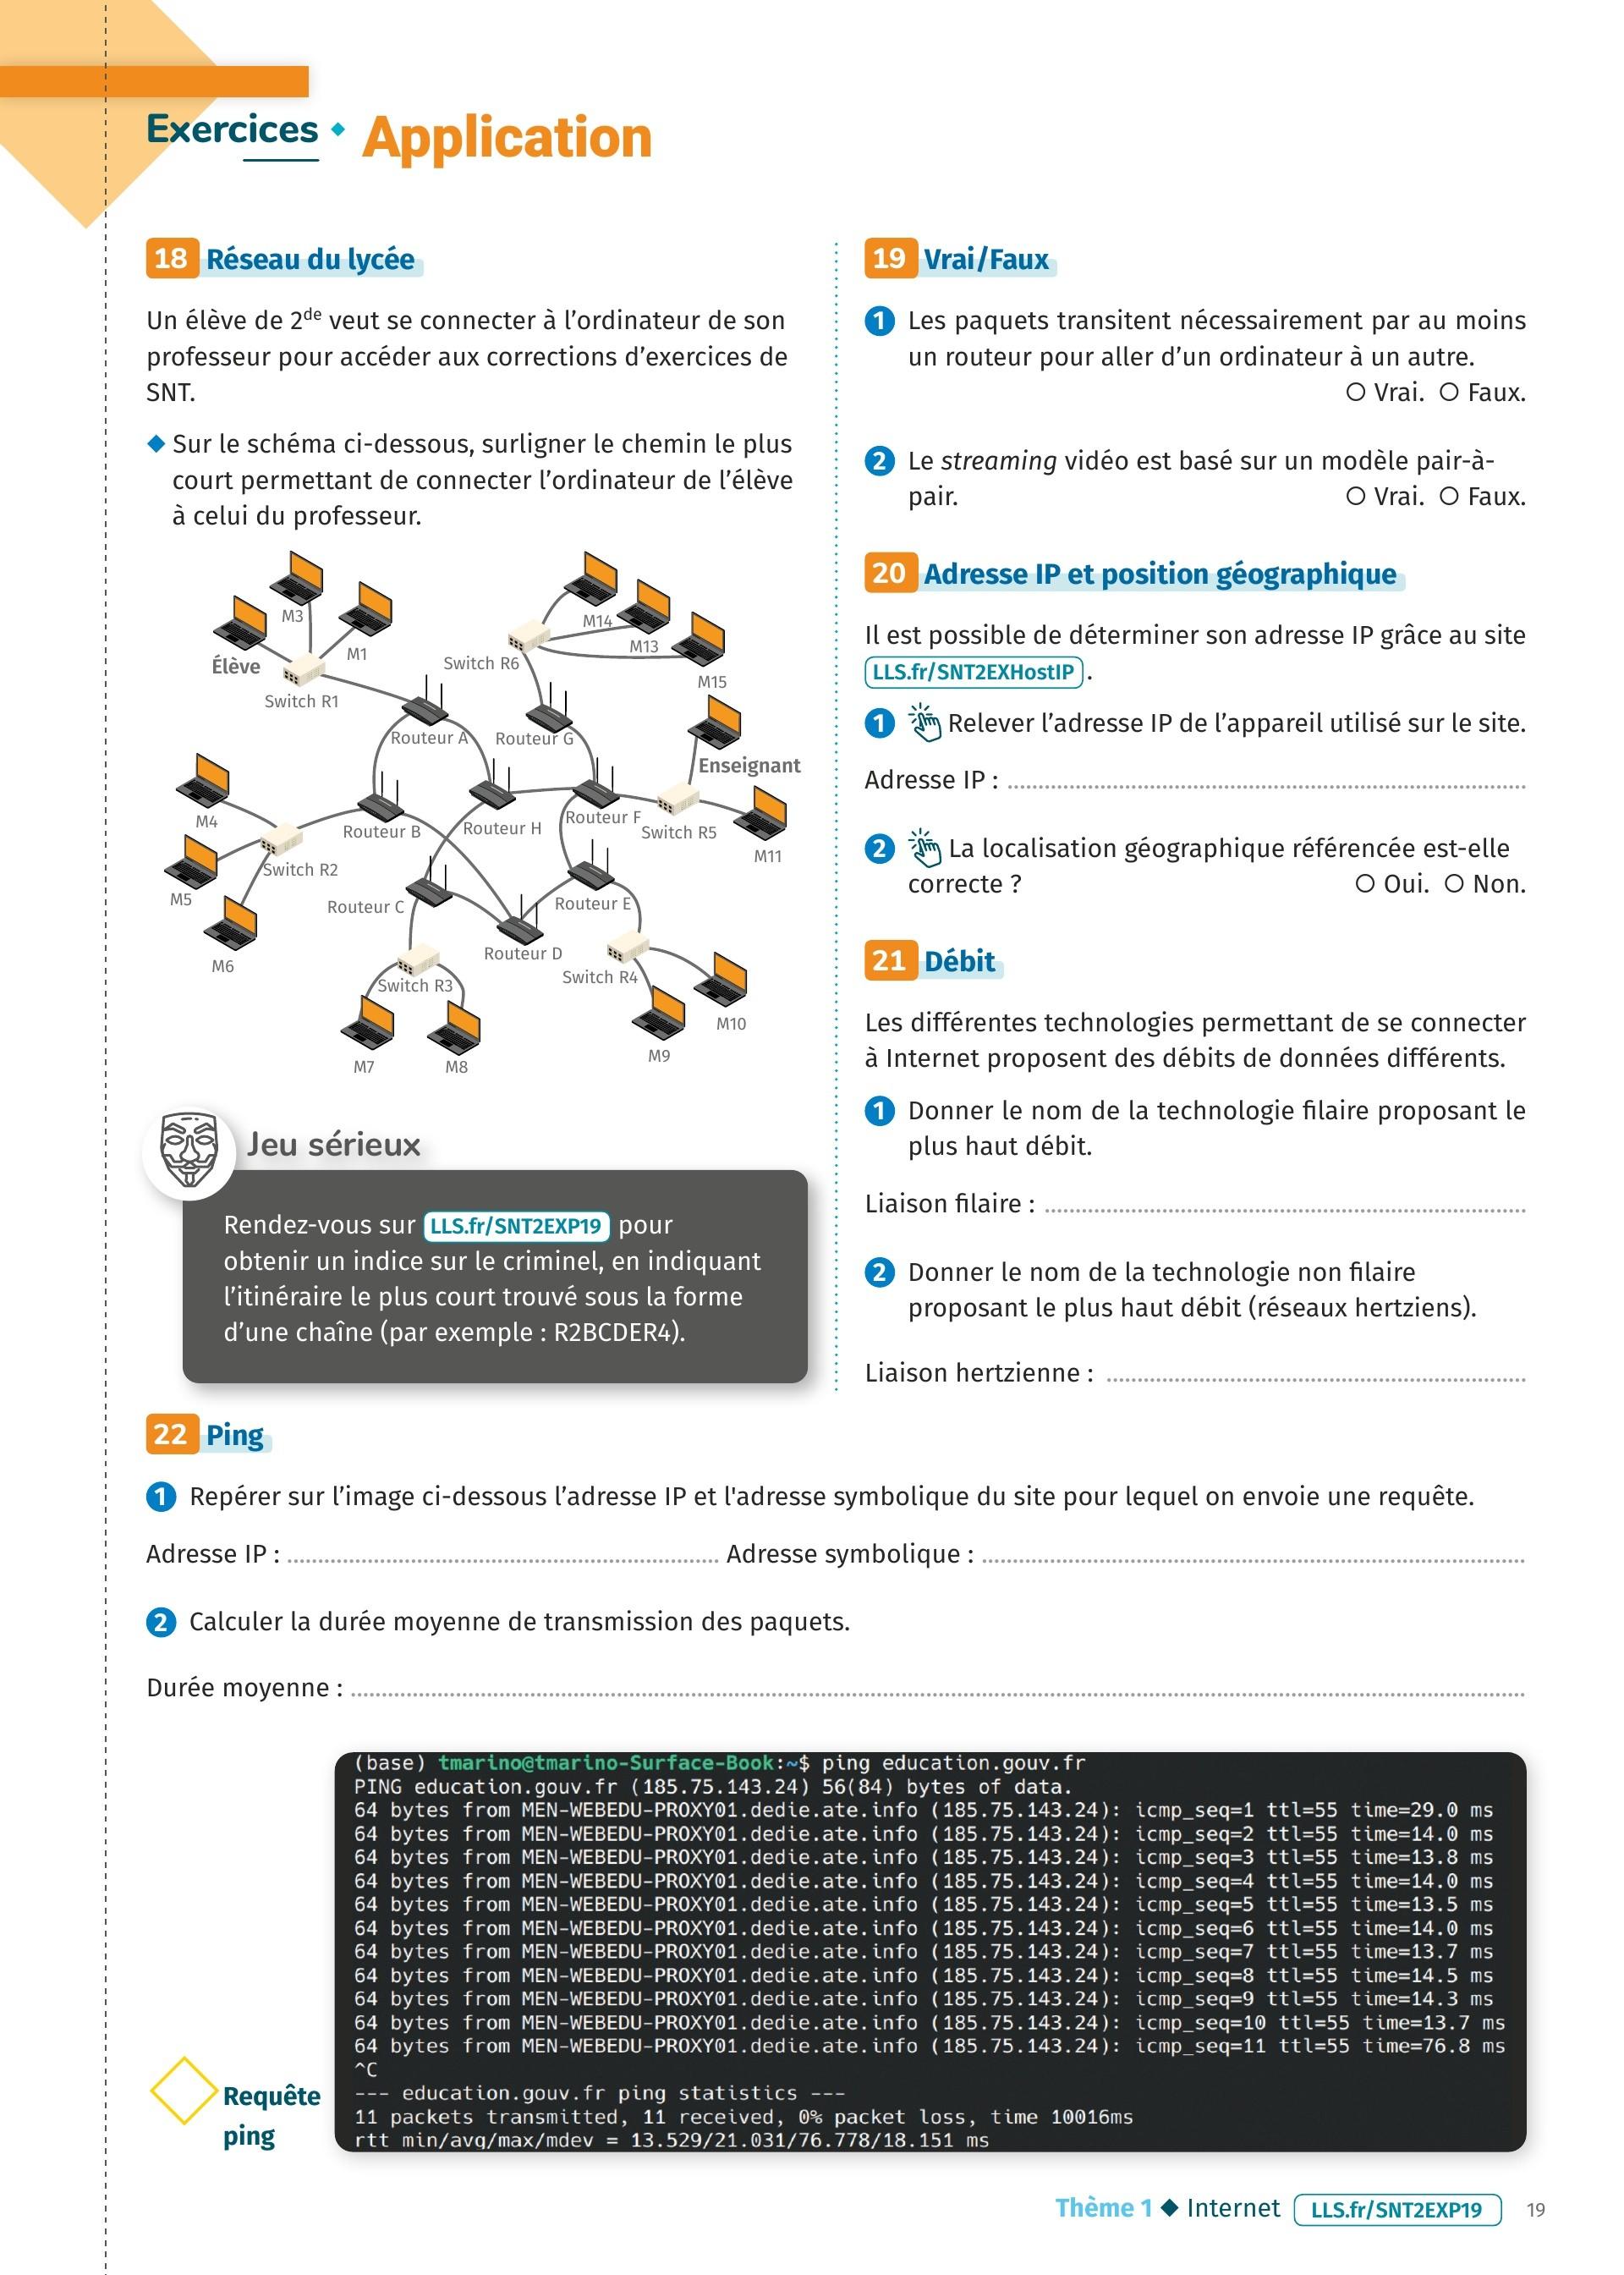 Exercices
Application
18 Réseau du lycée
Un élève de 2de veut se connecter à l'ordinateur de son
professeur pour accéder aux corrections d'exercices de
SNT.
Sur le schéma ci-dessous, surligner le chemin le plus
court permettant de connecter l'ordinateur de l'élève
à celui du professeur.
M3
M1
Élève
Switch R1
M14
M13
M15
Switch R6
Routeur A
Routeur G
Enseignant
M4
M5
M6
Switch R2
Routeur B
Routeur H
Routeur F
Switch R5
M11
Routeur C
Routeur E
Routeur D
Switch R3
Switch R4
M7
M8
M9
M10
Jeu sérieux
Rendez-vous sur LLS.fr/SNT2EXP19 pour
obtenir un indice sur le criminel, en indiquant
l'itinéraire le plus court trouvé sous la forme
d'une chaîne (par exemple : R2BCDER4).
19 Vrai/Faux
1 Les paquets transitent nécessairement par au moins
un routeur pour aller d'un ordinateur à un autre.
Vrai. Faux.
2 Le streaming vidéo est basé sur un modèle pair-à-
pair. Vrai. Faux.
20 Adresse IP et position géographique
Il est possible de déterminer son adresse IP grâce au site
LLS.fr/SNT2EXHostIP .
1 Relever l'adresse IP de l'appareil utilisé sur le site.
Adresse IP :
2 La localisation géographique référencée est-elle
correcte ? Oui. Non.
21 Débit
Les différentes technologies permettant de se connecter
à Internet proposent des débits de données différents.
1 Donner le nom de la technologie filaire proposant le
plus haut débit.
Liaison filaire :
2 Donner le nom de la technologie non filaire
proposant le plus haut débit (réseaux hertziens).
Liaison hertzienne :
22 Ping
1 Repérer sur l'image ci-dessous l'adresse IP et l'adresse symbolique du site pour lequel on envoie une requête.
Adresse IP : Adresse symbolique :
2 Calculer la durée moyenne de transmission des paquets.
Durée moyenne :
(base) tmarino@tmarino-Surface-Book:~$ ping education.gouv.fr
PING education.gouv.fr (185.75.143.24) 56(84) bytes of data.
64 bytes from MEN-WEBEDU-PROXY01.dedie.ate.info (185.75.143.24): icmp_seq=1 ttl=55 time=29.0 ms
64 bytes from MEN-WEBEDU-PROXY01.dedie.ate.info (185.75.143.24): icmp_seq=2 ttl=55 time=14.0 ms
64 bytes from MEN-WEBEDU-PROXY01.dedie.ate.info (185.75.143.24): icmp_seq=3 ttl=55 time=13.8 ms
64 bytes from MEN-WEBEDU-PROXY01.dedie.ate.info (185.75.143.24): icmp_seq=4 ttl=55 time=14.0 ms
64 bytes from MEN-WEBEDU-PROXY01.dedie.ate.info (185.75.143.24): icmp_seq=5 ttl=55 time=13.5 ms
64 bytes from MEN-WEBEDU-PROXY01.dedie.ate.info (185.75.143.24): icmp_seq=6 ttl=55 time=14.0 ms
64 bytes from MEN-WEBEDU-PROXY01.dedie.ate.info (185.75.143.24): icmp_seq=7 ttl=55 time=13.7 ms
64 bytes from MEN-WEBEDU-PROXY01.dedie.ate.info (185.75.143.24): icmp_seq=8 ttl=55 time=14.5 ms
64 bytes from MEN-WEBEDU-PROXY01.dedie.ate.info (185.75.143.24): icmp_seq=9 ttl=55 time=14.3 ms
64 bytes from MEN-WEBEDU-PROXY01.dedie.ate.info (185.75.143.24): icmp_seq=10 ttl=55 time=13.7 ms
64 bytes from MEN-WEBEDU-PROXY01.dedie.ate.info (185.75.143.24): icmp_seq=11 ttl=55 time=76.8 ms
^C
--- education.gouv.fr ping statistics ---
11 packets transmitted, 11 received, 0% packet loss, time 10016ms
rtt min/avg/max/mdev = 13.529/21.031/76.778/18.151 ms
Requête
ping
Thème 1 ◆ Internet LLS.fr/SNT2EXP19 19